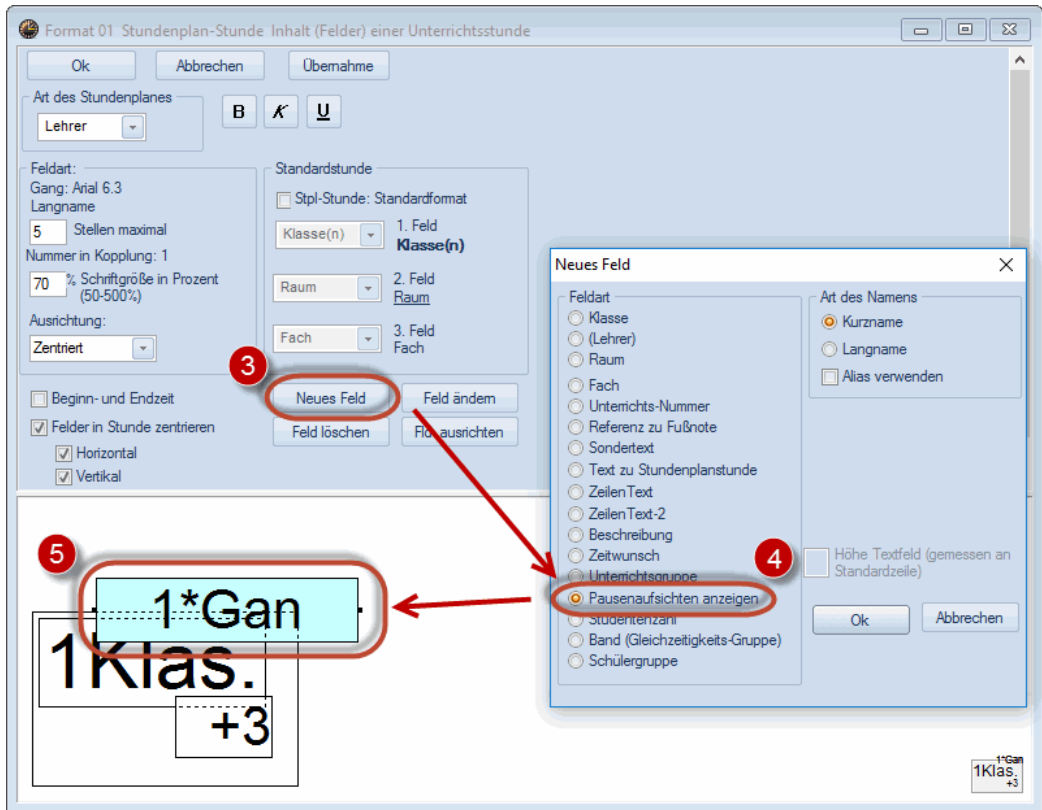 Format 01 Stundenplan-Stunde Inhalt (Felder) einer Unterrichtsstunde
Ok Abbrechen Übernahme
Art des Stundenplanes
Lehrer
B K U
Feldart:
Gang: Arial 6.3
Langname
5 Stellen maximal
Nummer in Kopplung: 1
70 % Schriftgröße in Prozent
(50-500%)
Ausrichtung:
Zentriert
Standardstunde
Stpl-Stunde: Standardformat
Klasse(n) 1. Feld
Klasse(n)
Raum 2. Feld
Raum
Fach 3. Feld
Fach
3
Beginn- und Endzeit
Felder in Stunde zentrieren
Horizontal
Vertikal
Neues Feld Feld ändern
Feld löschen ausrichten
Neues Feld
Feldart
Klasse
(Lehrer)
Raum
Fach
Unterrichts-Nummer
Referenz zu Fußnote
Sondertext
Text zu Stundenplanstunde
ZeilenText
ZeilenText-2
Beschreibung
Zeitwunsch
Unterrichtsgruppe
Pausenaufsichten anzeigen
Studentenzahl
Band (Gleichzeitigkeits-Gruppe)
Schülergruppe
Art des Namens
Kurzname
Langname
Alias verwenden
4
Höhe Textfeld (gemessen an
Standardzeile)
Ok Abbrechen
5
1*Gan
1Klas.
+3
1*Gan
1Klas.
+3